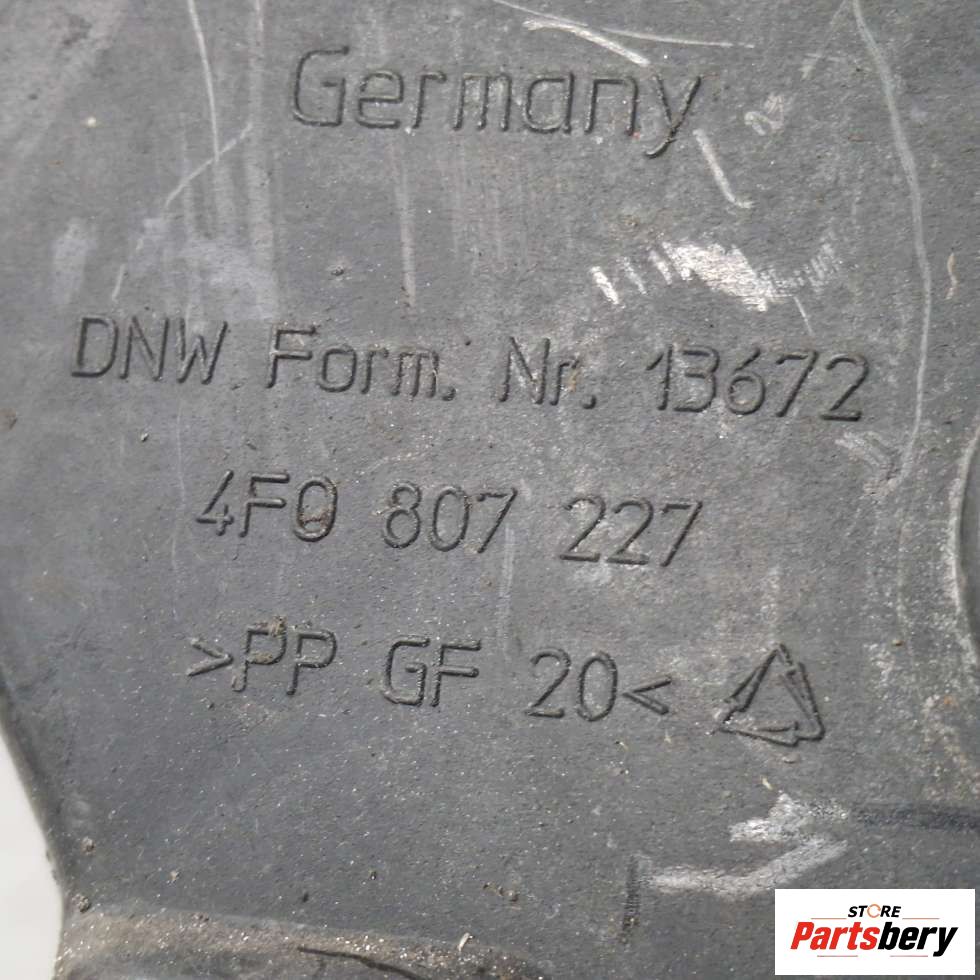 Germany
DNW Form. Nr. 13672
4F0 807 227
>PP GF 20<
STORE
Partsbery